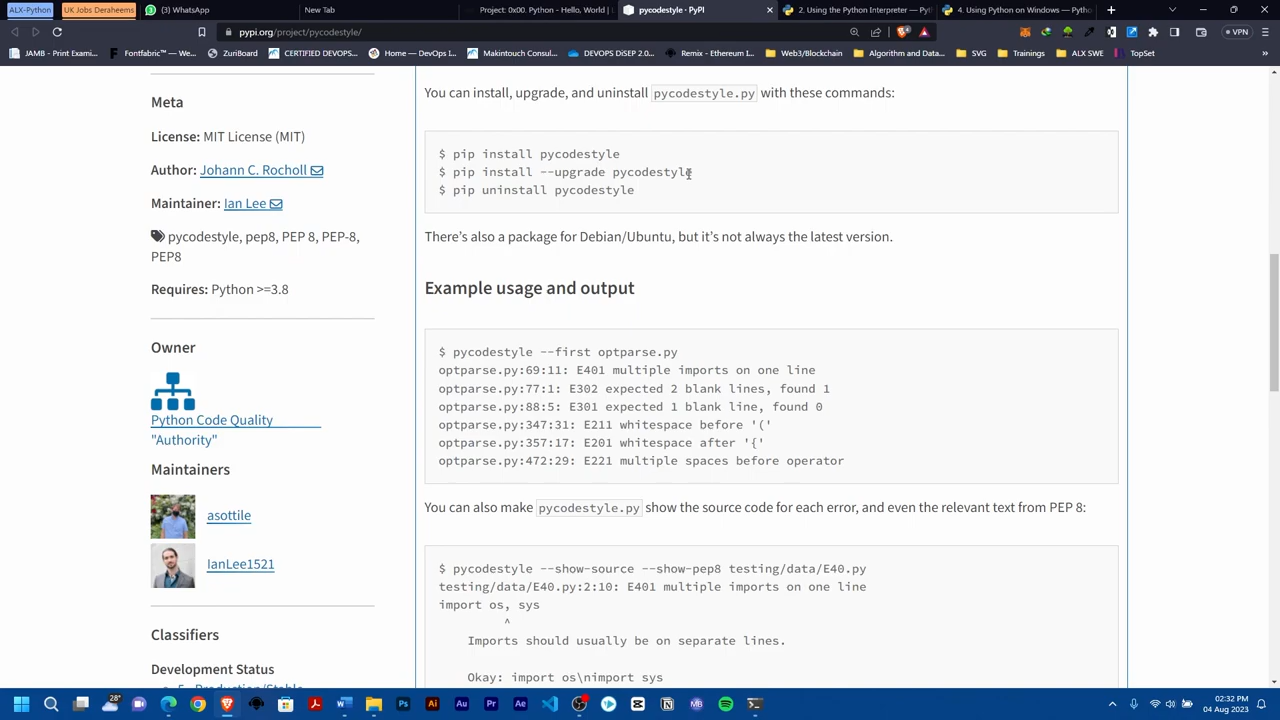 ALX-Python
UK Jobs Deraheems
(3) WhatsApp
New Tab
Project: 0x00. Python - Hello, World |
pycodestyle · PyPI
2. Using the Python Interpreter — Pyt
4. Using Python on Windows — Pytho
pypi.org/project/pycodestyle/
VPN
JAMB - Print Exami...
Fontfabric™ — We...
ZuriBoard
CERTIFIED DEVOPS...
Home — DevOps I...
Makintouch Consul...
DEVOPS DiSEP 2.0...
Remix - Ethereum I...
Web3/Blockchain
Algorithm and Data...
SVG
Trainings
ALX SWE
TopSet
Meta
License: MIT License (MIT)
Author: Johann C. Rocholl
Maintainer: Ian Lee
pycodestyle, pep8, PEP 8, PEP-8,
PEP8
Requires: Python >=3.8
Owner
Python Code Quality
"Authority"
Maintainers
asottile
IanLee1521
Classifiers
Development Status
5 - Production/Stable
You can install, upgrade, and uninstall pycodestyle.py with these commands:
$ pip install pycodestyle
$ pip install --upgrade pycodestyle
$ pip uninstall pycodestyle
There’s also a package for Debian/Ubuntu, but it’s not always the latest version.
Example usage and output
$ pycodestyle --first optparse.py
optparse.py:69:11: E401 multiple imports on one line
optparse.py:77:1: E302 expected 2 blank lines, found 1
optparse.py:88:5: E301 expected 1 blank line, found 0
optparse.py:347:31: E211 whitespace before '('
optparse.py:357:17: E201 whitespace after '{'
optparse.py:472:29: E221 multiple spaces before operator
You can also make pycodestyle.py show the source code for each error, and even the relevant text from PEP 8:
$ pycodestyle --show-source --show-pep8 testing/data/E40.py
testing/data/E40.py:2:10: E401 multiple imports on one line
import os, sys
^
Imports should usually be on separate lines.
Okay: import os\nimport sys
28°
02:32 PM
04 Aug 2023